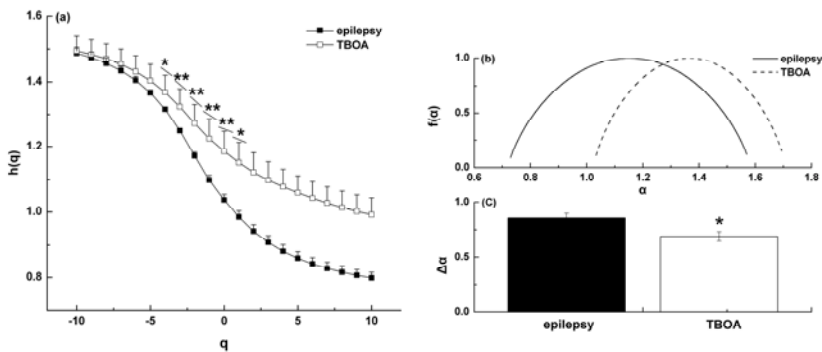 (a)
epilepsy
TBOA
1.6
1.4
1.2
1.0
0.8
h(q)
*
**
**
**
**
*
-10
-5
0
5
10
q
(b)
epilepsy
TBOA
1.0
0.5
0.0
f(α)
0.6
0.8
1.0
1.2
1.4
1.6
1.8
α
(C)
1.0
0.5
0.0
Δα
*
epilepsy
TBOA